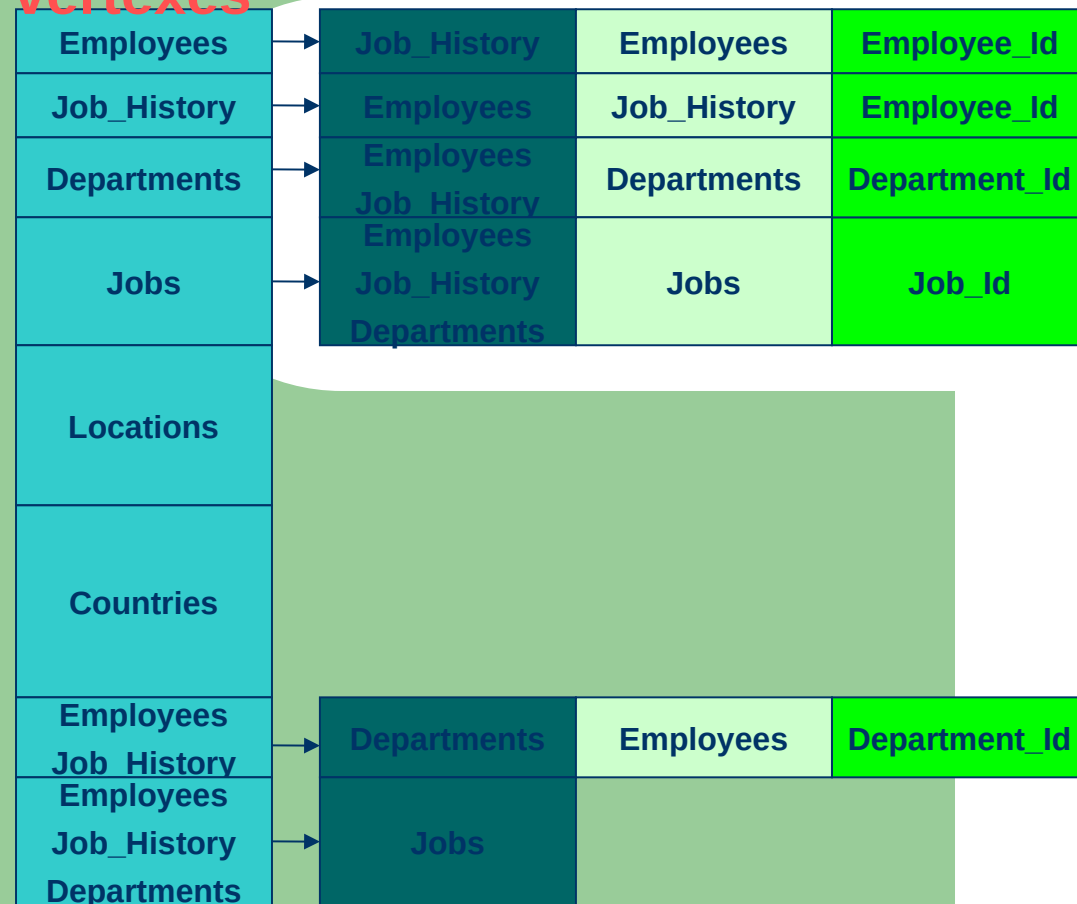 Vertexes
Employees Job_History Employees Employee_Id
Job_History Employees Job_History Employee_Id
Departments Employees Job_History Departments Department_Id
Jobs Employees Job_History Departments Jobs Job_Id
Locations
Countries
Employees Job_History Departments Employees Department_Id
Employees Job_History Departments Jobs